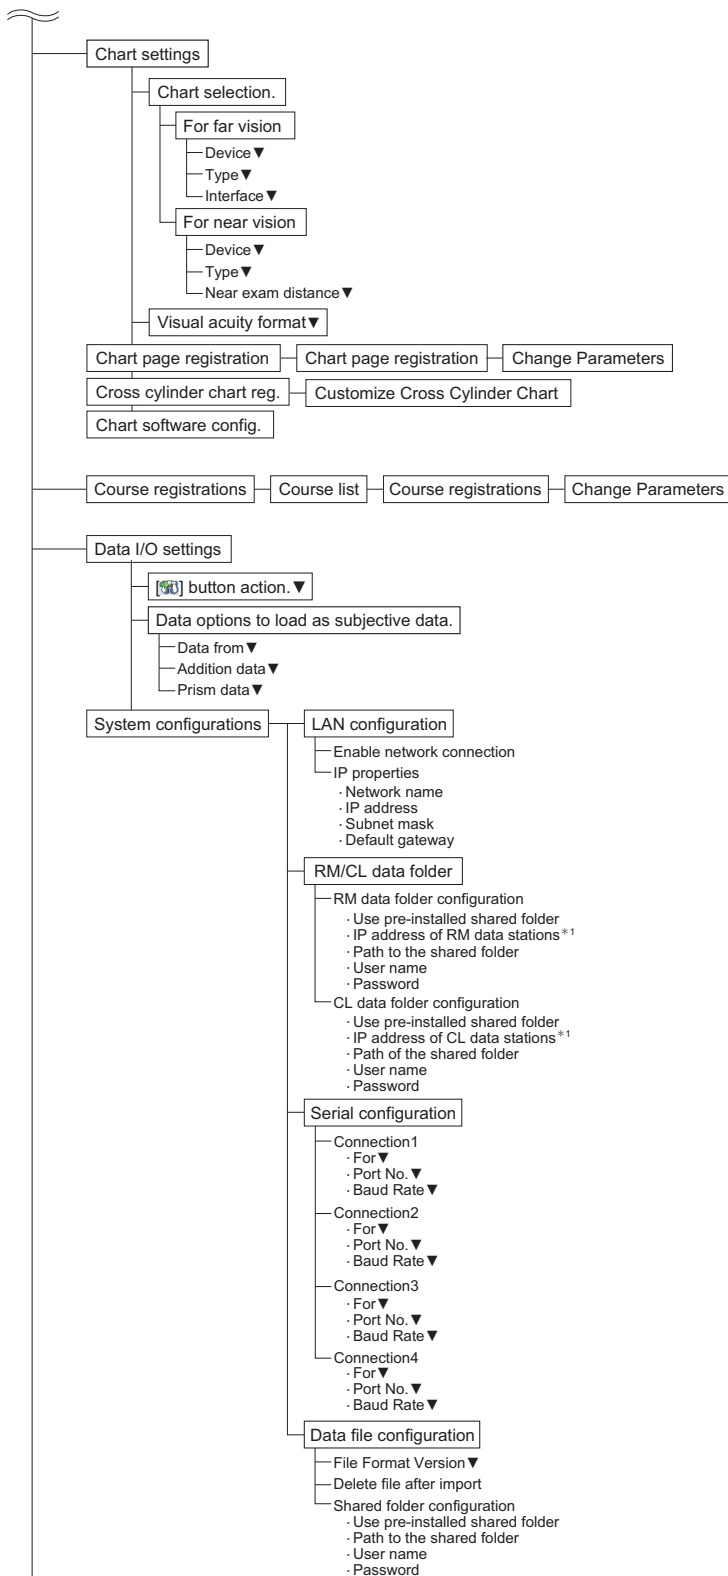 Chart settings
Chart selection.
For far vision
Device▼
Type▼
Interface▼
For near vision
Device▼
Type▼
Near exam distance▼
Visual acuity format▼
Chart page registration Chart page registration Change Parameters
Cross cylinder chart reg. Customize Cross Cylinder Chart
Chart software config.
Course registrations Course list Course registrations Change Parameters
Data I/O settings
[ ] button action.▼
Data options to load as subjective data.
Data from▼
Addition data▼
Prism data▼
System configurations LAN configuration
Enable network connection
IP properties
· Network name
· IP address
· Subnet mask
· Default gateway
RM/CL data folder
RM data folder configuration
· Use pre-installed shared folder
· IP address of RM data stations*1
· Path to the shared folder
· User name
· Password
CL data folder configuration
· Use pre-installed shared folder
· IP address of CL data stations*1
· Path of the shared folder
· User name
· Password
Serial configuration
Connection1
· For▼
· Port No.▼
· Baud Rate▼
Connection2
· For▼
· Port No.▼
· Baud Rate▼
Connection3
· For▼
· Port No.▼
· Baud Rate▼
Connection4
· For▼
· Port No.▼
· Baud Rate▼
Data file configuration
File Format Version▼
Delete file after import
Shared folder configuration
· Use pre-installed shared folder
· Path to the shared folder
· User name
· Password